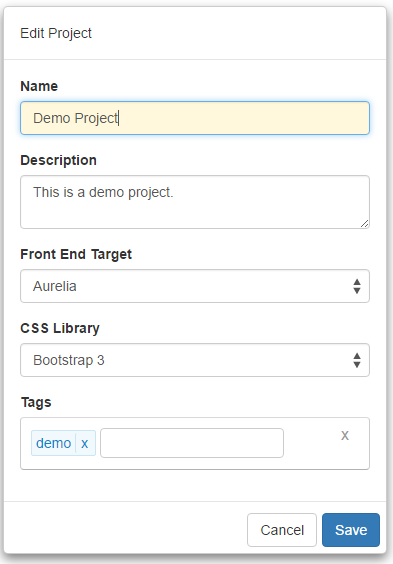 Edit Project
Name
Demo Project
Description
This is a demo project.
Front End Target
Aurelia
CSS Library
Bootstrap 3
Tags
demo x x
Cancel Save